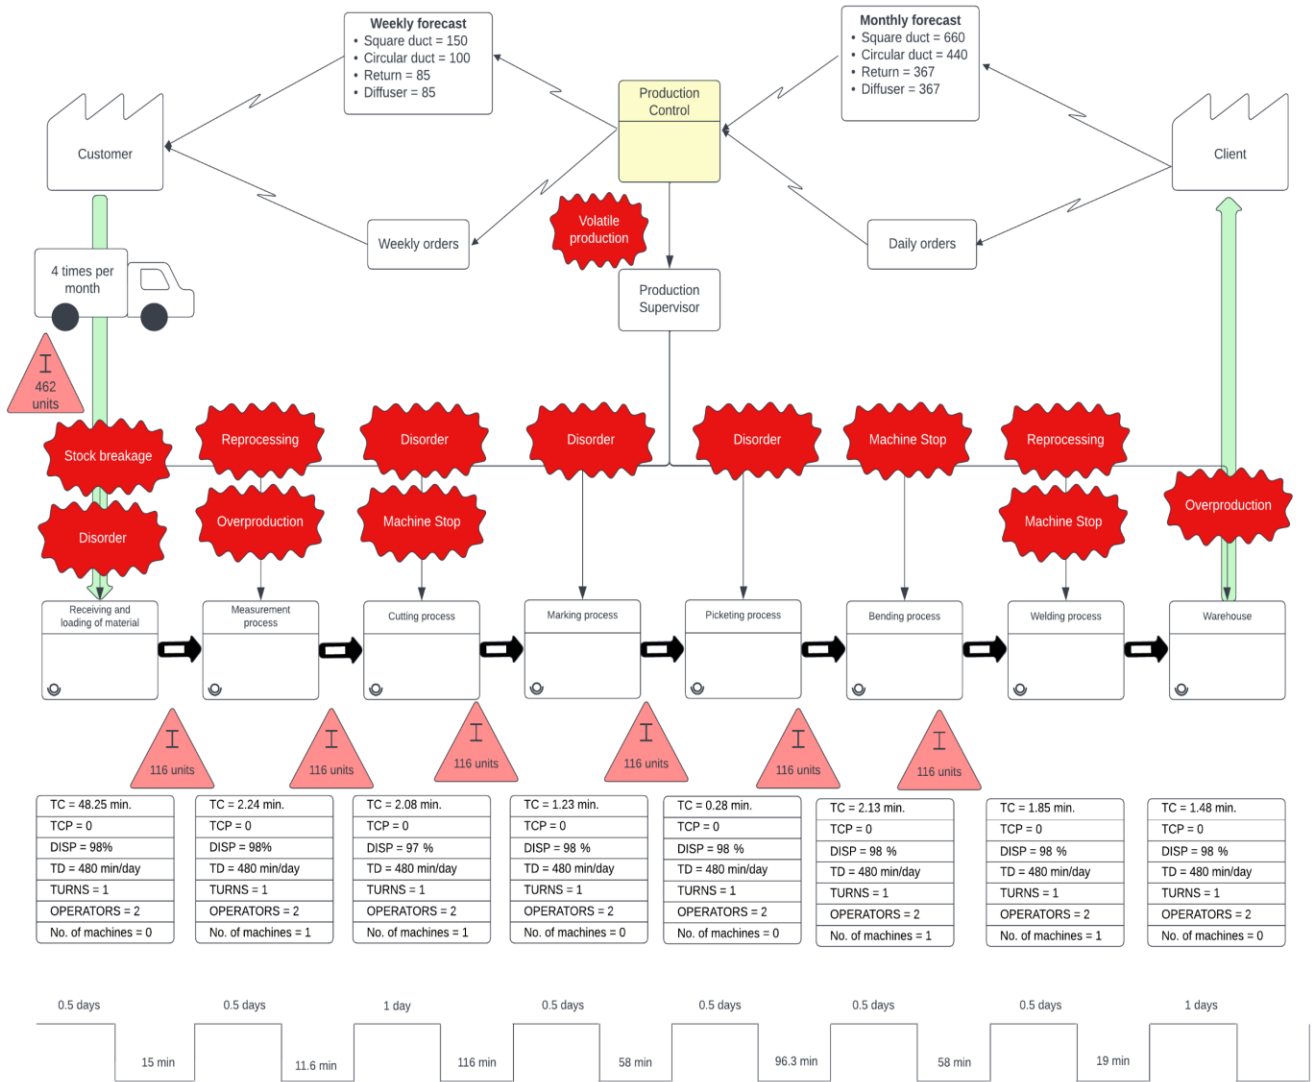 Weekly forecast
• Square duct = 150
• Circular duct = 100
• Return = 85
• Diffuser = 85
Monthly forecast
• Square duct = 660
• Circular duct = 440
• Return = 367
• Diffuser = 367
Production
Control
Customer
Client
Volatile
production
Weekly orders
Daily orders
4 times per
month
Production
Supervisor
I
462
units
Stock breakage
Reprocessing
Disorder
Disorder
Disorder
Machine Stop
Reprocessing
Disorder
Overproduction
Machine Stop
Machine Stop
Overproduction
Receiving and
loading of material
Measurement
process
Cutting process
Marking process
Picketing process
Bending process
Welding process
Warehouse
I
116 units
I
116 units
I
116 units
I
116 units
I
116 units
I
116 units
TC = 48.25 min.
TCP = 0
DISP = 98%
TD = 480 min/day
TURNS = 1
OPERATORS = 2
No. of machines = 0
TC = 2.24 min.
TCP = 0
DISP = 98%
TD = 480 min/day
TURNS = 1
OPERATORS = 2
No. of machines = 1
TC = 2.08 min.
TCP = 0
DISP = 97 %
TD = 480 min/day
TURNS = 1
OPERATORS = 2
No. of machines = 1
TC = 1.23 min.
TCP = 0
DISP = 98 %
TD = 480 min/day
TURNS = 1
OPERATORS = 2
No. of machines = 0
TC = 0.28 min.
TCP = 0
DISP = 98 %
TD = 480 min/day
TURNS = 1
OPERATORS = 2
No. of machines = 0
TC = 2.13 min.
TCP = 0
DISP = 98 %
TD = 480 min/day
TURNS = 1
OPERATORS = 2
No. of machines = 1
TC = 1.85 min.
TCP = 0
DISP = 98 %
TD = 480 min/day
TURNS = 1
OPERATORS = 2
No. of machines = 1
TC = 1.48 min.
TCP = 0
DISP = 98 %
TD = 480 min/day
TURNS = 1
OPERATORS = 2
No. of machines = 0
0.5 days
0.5 days
1 day
0.5 days
0.5 days
0.5 days
0.5 days
1 days
15 min
11.6 min
116 min
58 min
96.3 min
58 min
19 min